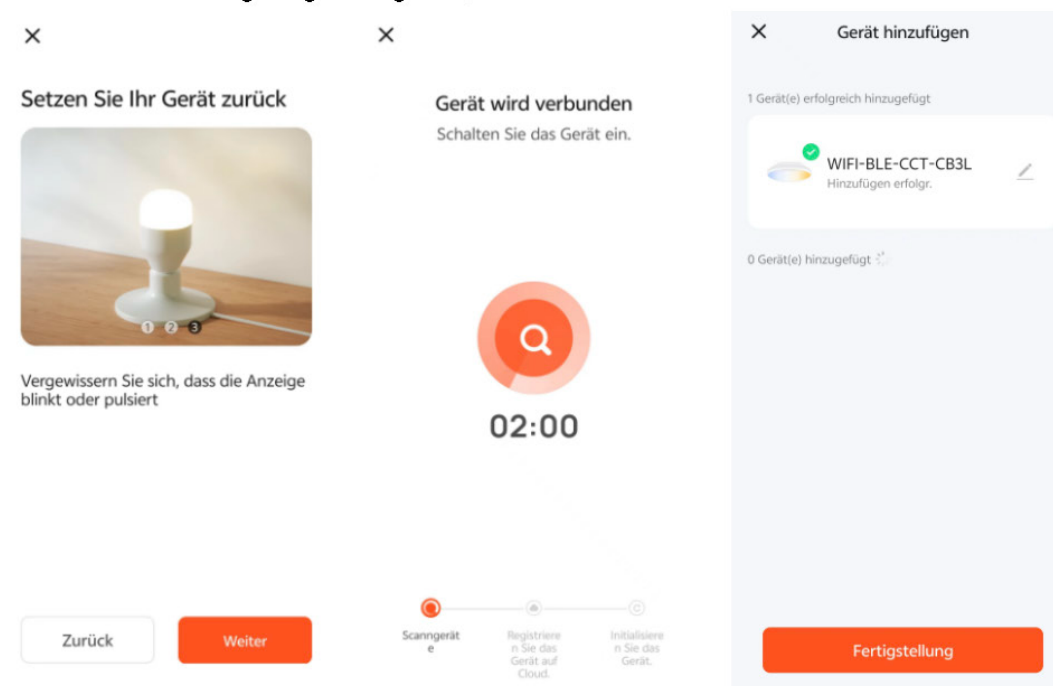 Setzen Sie Ihr Gerät zurück
1 2 3
Vergewissern Sie sich, dass die Anzeige
blinkt oder pulsiert
Zurück
Weiter
Gerät wird verbunden
Schalten Sie das Gerät ein.
02:00
Scanngerät
e
Registriere
n Sie das
Gerät auf
Cloud.
Initialisiere
n Sie das
Gerät.
Gerät hinzufügen
1 Gerät(e) erfolgreich hinzugefügt
WIFI-BLE-CCT-CB3L
Hinzufügen erfolgr.
0 Gerät(e) hinzugefügt
Fertigstellung